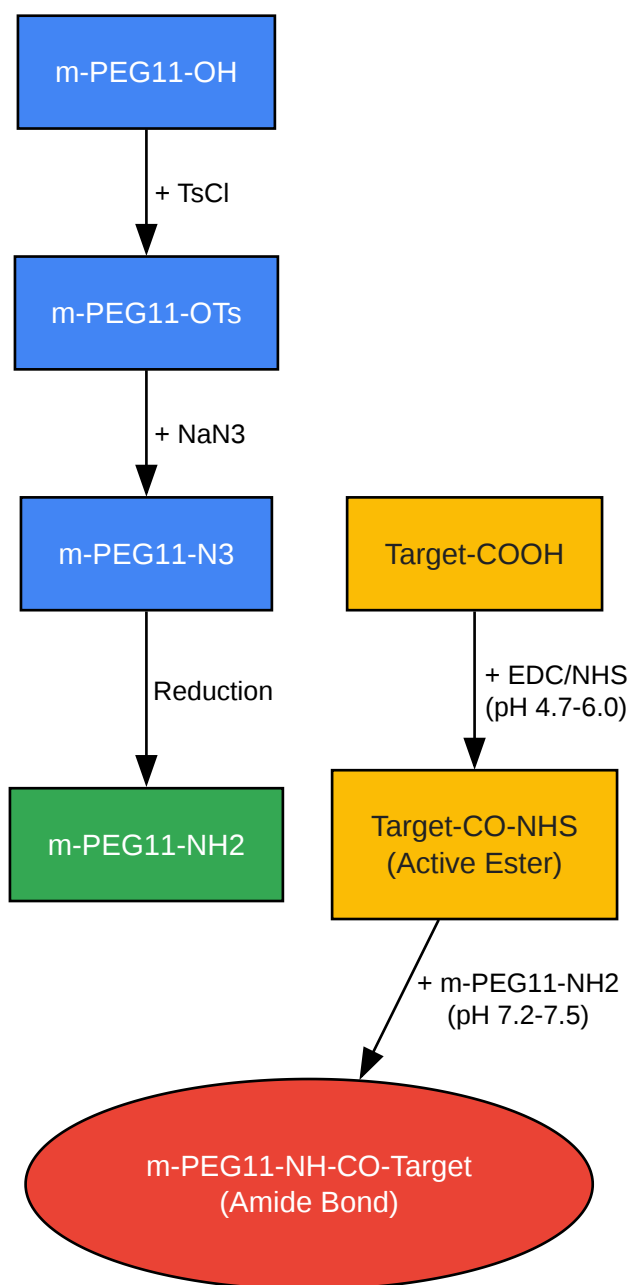 m-PEG11-OH
+ TsCl
m-PEG11-OTs
+ NaN3
m-PEG11-N3
Reduction
m-PEG11-NH2
Target-COOH
+ EDC/NHS
(pH 4.7-6.0)
Target-CO-NHS
(Active Ester)
+ m-PEG11-NH2
(pH 7.2-7.5)
m-PEG11-NH-CO-Target
(Amide Bond)